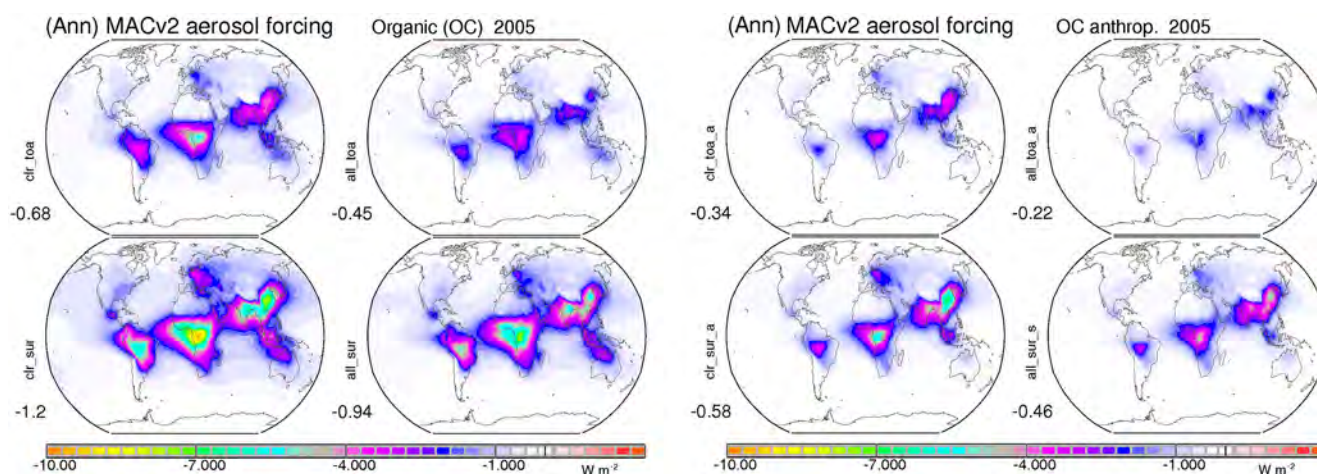 (Ann) MACv2 aerosol forcing Organic (OC) 2005
clr_toa
-0.68
all_toa
-0.45
clr_sur
-1.2
all_sur
-0.94
-10.00 -7.000 -4.000 -1.000 W m-2
(Ann) MACv2 aerosol forcing OC anthrop. 2005
clr_toa_a
-0.34
all_toa_a
-0.22
clr_sur_a
-0.58
all_sur_s
-0.46
-10.00 -7.000 -4.000 -1.000 W m-2